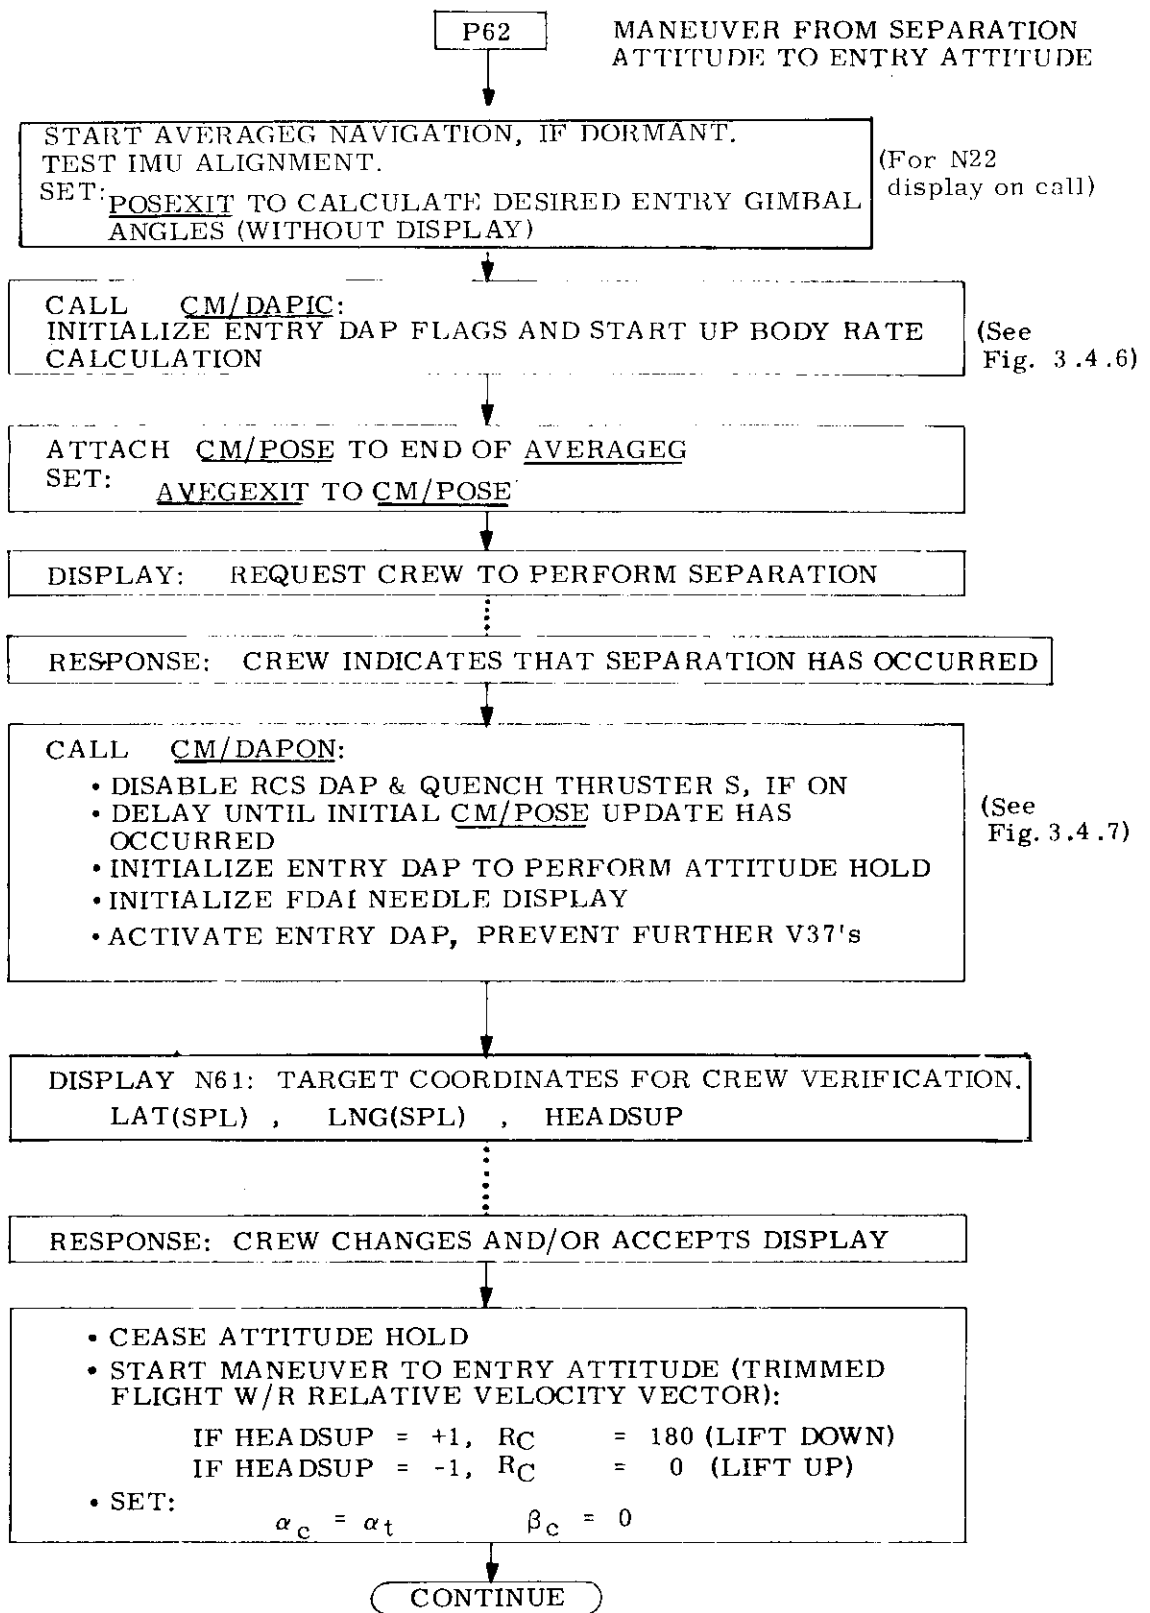 P62
MANEUVER FROM SEPARATION
ATTITUDE TO ENTRY ATTITUDE
START AVERAGEG NAVIGATION, IF DORMANT.
TEST IMU ALIGNMENT.
SET: POSEXIT TO CALCULATE DESIRED ENTRY GIMBAL
ANGLES (WITHOUT DISPLAY)
(For N22
display on call)
CALL CM/DAPIC:
INITIALIZE ENTRY DAP FLAGS AND START UP BODY RATE
CALCULATION
(See
Fig. 3.4.6)
ATTACH CM/POSE TO END OF AVERAGEG
SET:
AVEGEXIT TO CM/POSE
DISPLAY: REQUEST CREW TO PERFORM SEPARATION
RESPONSE: CREW INDICATES THAT SEPARATION HAS OCCURRED
CALL CM/DAPON:
• DISABLE RCS DAP & QUENCH THRUSTER S, IF ON
• DELAY UNTIL INITIAL CM/POSE UPDATE HAS
OCCURRED
• INITIALIZE ENTRY DAP TO PERFORM ATTITUDE HOLD
• INITIALIZE FDAI NEEDLE DISPLAY
• ACTIVATE ENTRY DAP, PREVENT FURTHER V37's
(See
Fig. 3.4.7)
DISPLAY N61: TARGET COORDINATES FOR CREW VERIFICATION.
LAT(SPL) , LNG(SPL) , HEADSUP
RESPONSE: CREW CHANGES AND/OR ACCEPTS DISPLAY
• CEASE ATTITUDE HOLD
• START MANEUVER TO ENTRY ATTITUDE (TRIMMED
FLIGHT W/R RELATIVE VELOCITY VECTOR):
IF HEADSUP = +1, RC = 180 (LIFT DOWN)
IF HEADSUP = -1, RC = 0 (LIFT UP)
• SET:
αc = αt βc = 0
CONTINUE